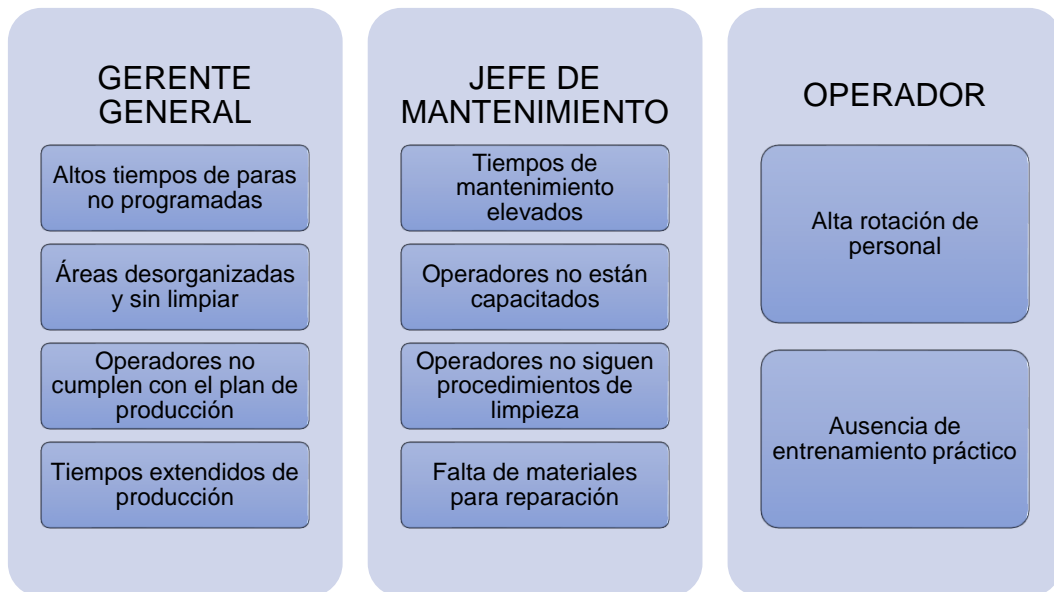 GERENTE
GENERAL
Altos tiempos de paras
no programadas
Áreas desorganizadas
y sin limpiar
Operadores no
cumplen con el plan de
producción
Tiempos extendidos de
producción
JEFE DE
MANTENIMIENTO
Tiempos de
mantenimiento
elevados
Operadores no están
capacitados
Operadores no siguen
procedimientos de
limpieza
Falta de materiales
para reparación
OPERADOR
Alta rotación de
personal
Ausencia de
entrenamiento práctico